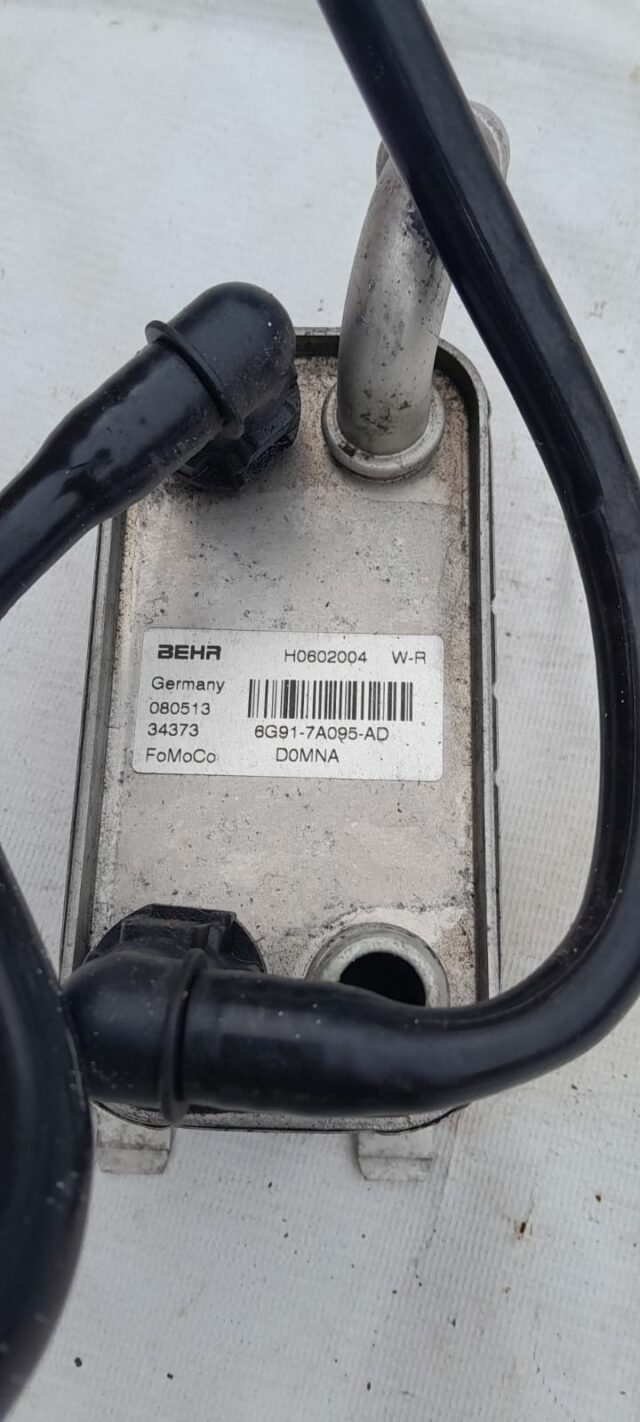 BEHR H0602004 W-R
Germany
080513
34373 6G91-7A095-AD
FoMoCo D0MNA